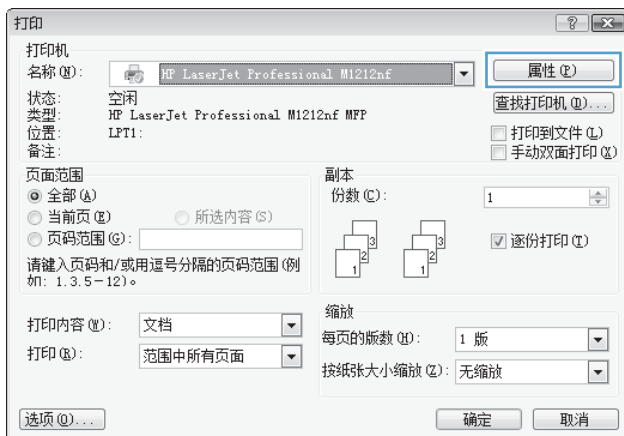 打印
打印机
名称(N): HP LaserJet Professional M1212nf 属性(P)
状态: 空闲 查找打印机(D)...
类型: HP LaserJet Professional M1212nf MFP
位置: LPT1: 打印到文件(L)
备注: 手动双面打印(X)
页面范围
全部(A)
当前页(E) 所选内容(S)
页码范围(G):
请键入页码和/或用逗号分隔的页码范围(例
如: 1.3.5-12)。
副本
份数(C): 1
1 2 3 1 2 3 逐份打印(T)
打印内容(W): 文档
打印(R): 范围中所有页面
缩放
每页的版数(H): 1 版
按纸张大小缩放(Z): 无缩放
选项(O)... 确定 取消